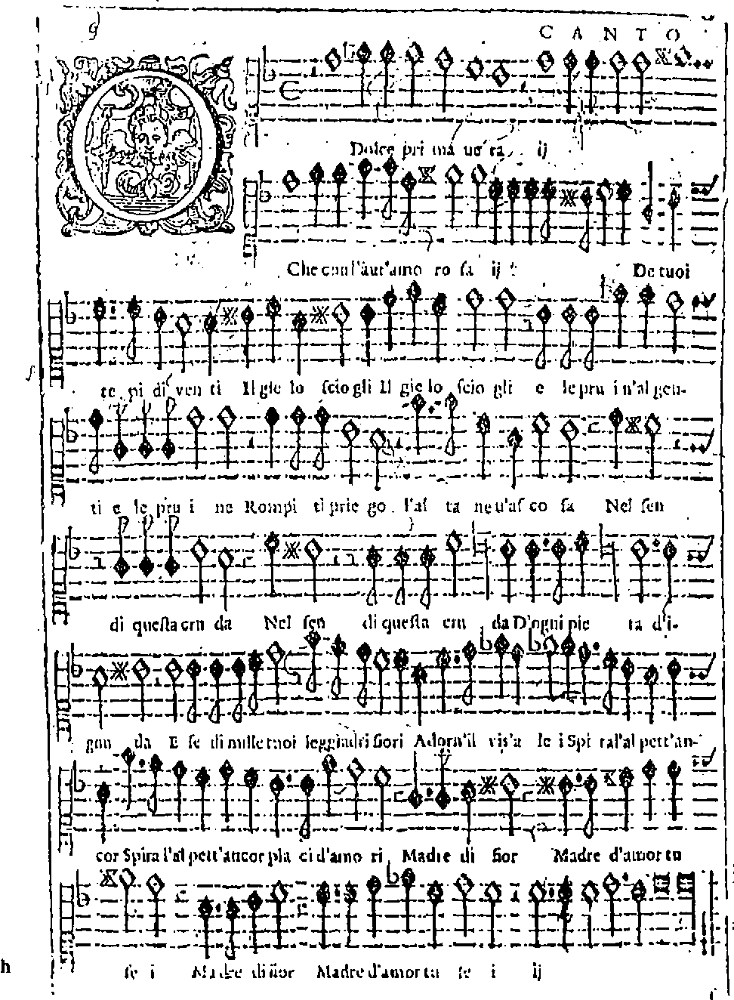 9
CANTO
O
Dolce pri ma ue ra ij
Che con l'aur'amo ro sa ij De tuoi
te pi di ven ti Il gie lo scio gli Il gie lo scio gli e le pru i n'al gen-
ti e le pru i ne Rompi ti prie go l'al ta ne u'as co sa Nel sen
di questa cru da Nel sen di questa cru da D'ogni pie ta d'i-
gnu da E se di mille tuoi leggiadri fiori Adorn'il vis'a le i Spi ral'al pett'an-
cor Spira l'al pett'ancor pla ci d'amo ri Madre di fior Madre d'amor tu
se i Madre di fior Madre d'amor tu se i ij
h